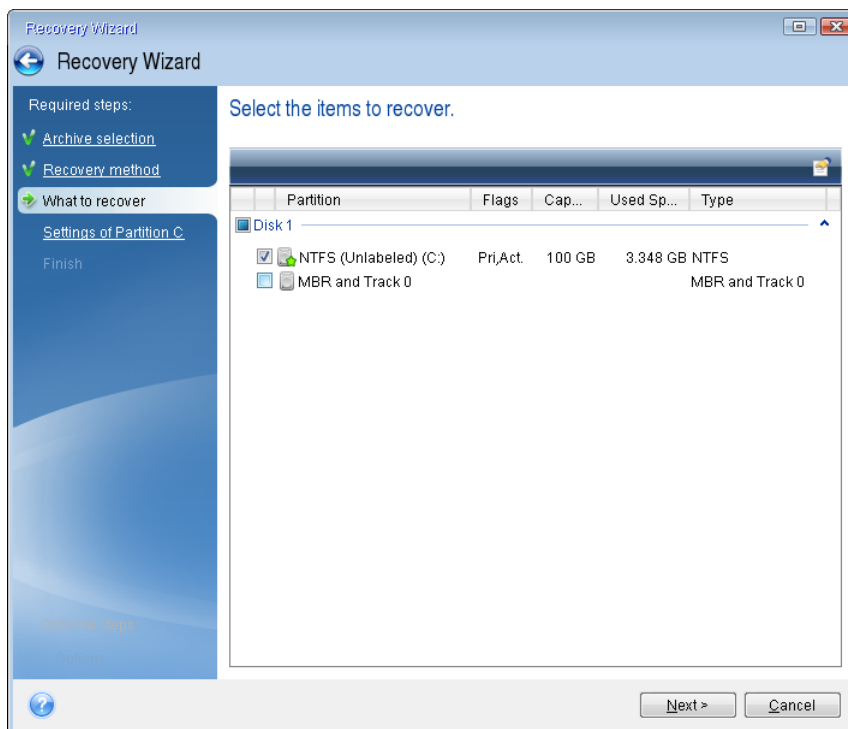 Recovery Wizard
Recovery Wizard
Required steps:
Archive selection
Recovery method
What to recover
Settings of Partition C
Finish
Select the items to recover.
Partition Flags Cap... Used Sp... Type
Disk 1
NTFS (Unlabeled) (C:) Pri,Act. 100 GB 3.348 GB NTFS
MBR and Track 0 MBR and Track 0
Next >
Cancel